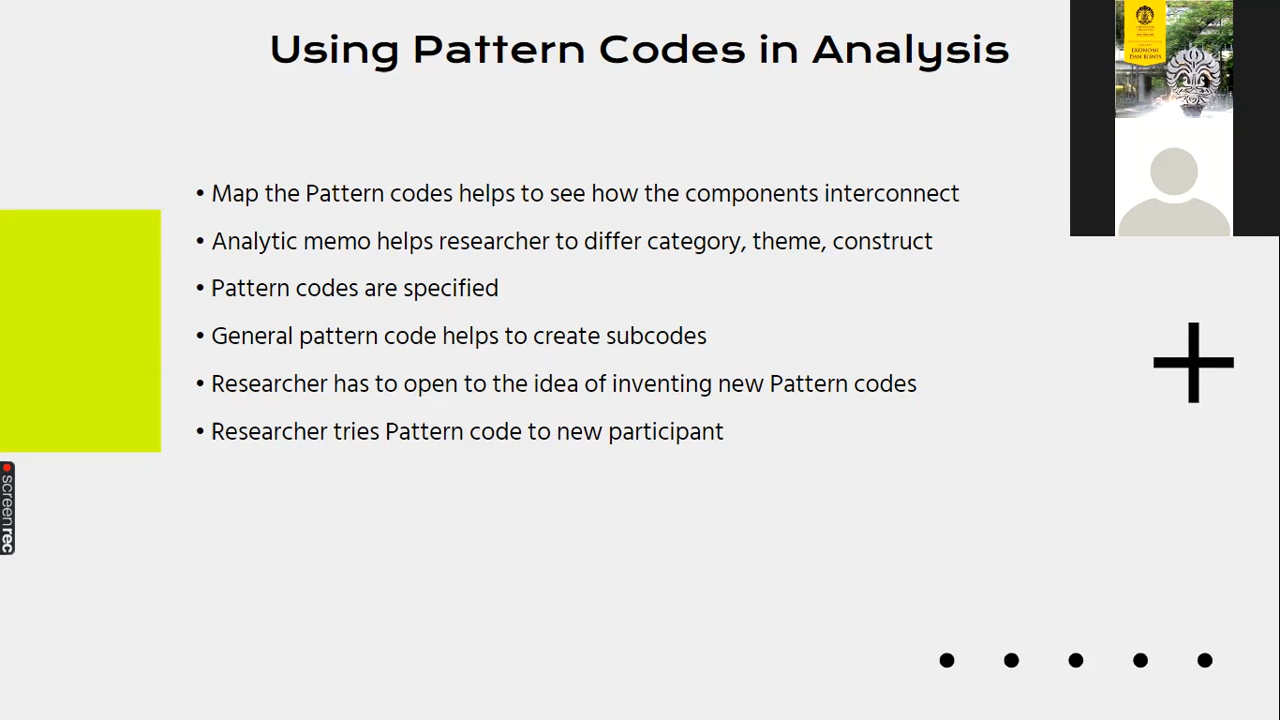 Using Pattern Codes in Analysis
• Map the Pattern codes helps to see how the components interconnect
• Analytic memo helps researcher to differ category, theme, construct
• Pattern codes are specified
• General pattern code helps to create subcodes
• Researcher has to open to the idea of inventing new Pattern codes
• Researcher tries Pattern code to new participant
EKONOMI
DAN BISNIS
screenrec